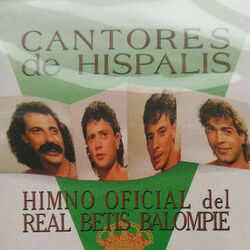 CANTORES
de HISPALIS
HIMNO OFICIAL del
REAL BETIS BALOMPIE